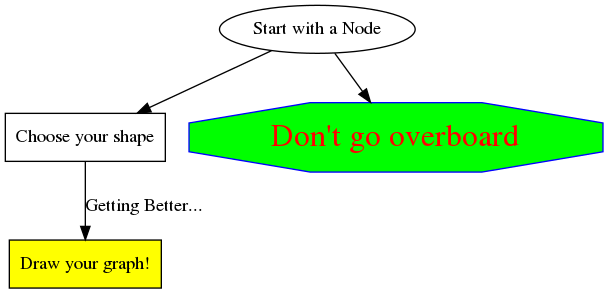 Start with a Node
Choose your shape
Don't go overboard
Getting Better...
Draw your graph!